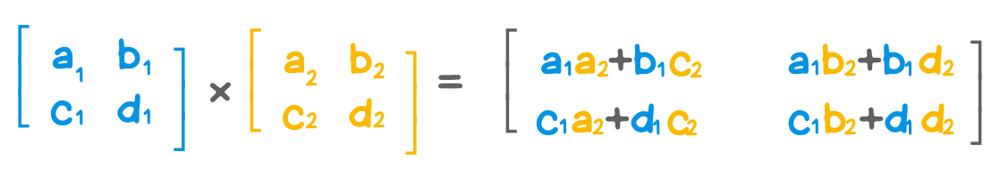 [a₁ b₁ c₁ d₁] × [a₂ b₂ c₂ d₂] = [a₁a₂+b₁c₂ a₁b₂+b₁d₂ c₁a₂+d₁c₂ c₁b₂+d₁d₂]